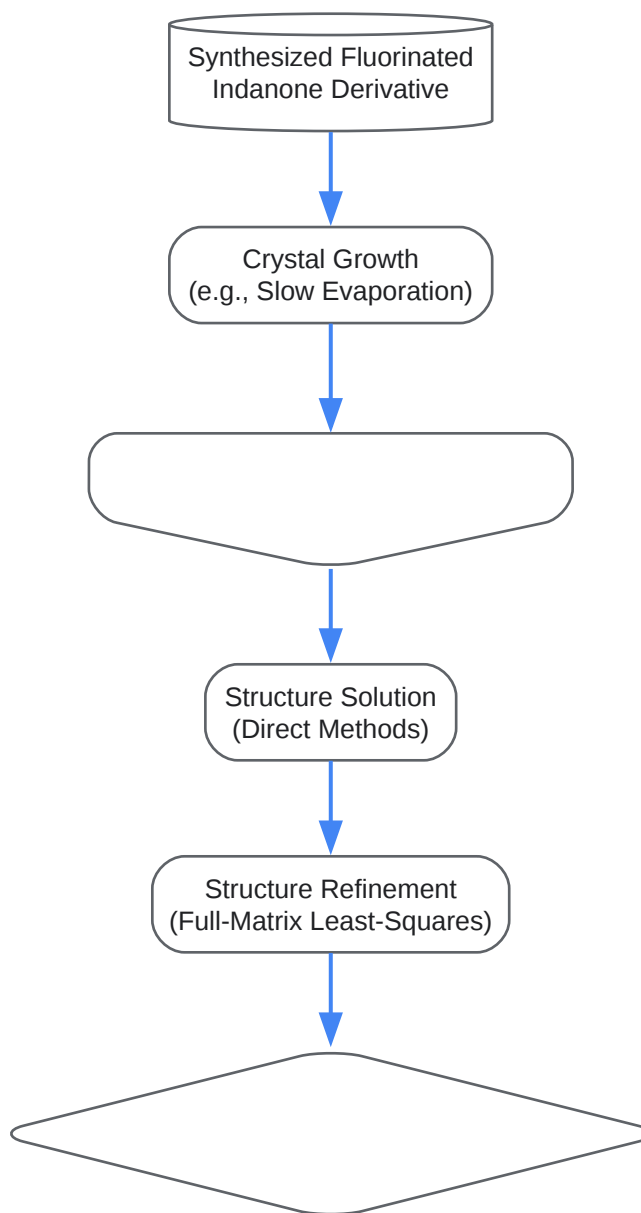 Synthesized Fluorinated
Indanone Derivative
Crystal Growth
(e.g., Slow Evaporation)
Structure Solution
(Direct Methods)
Structure Refinement
(Full-Matrix Least-Squares)